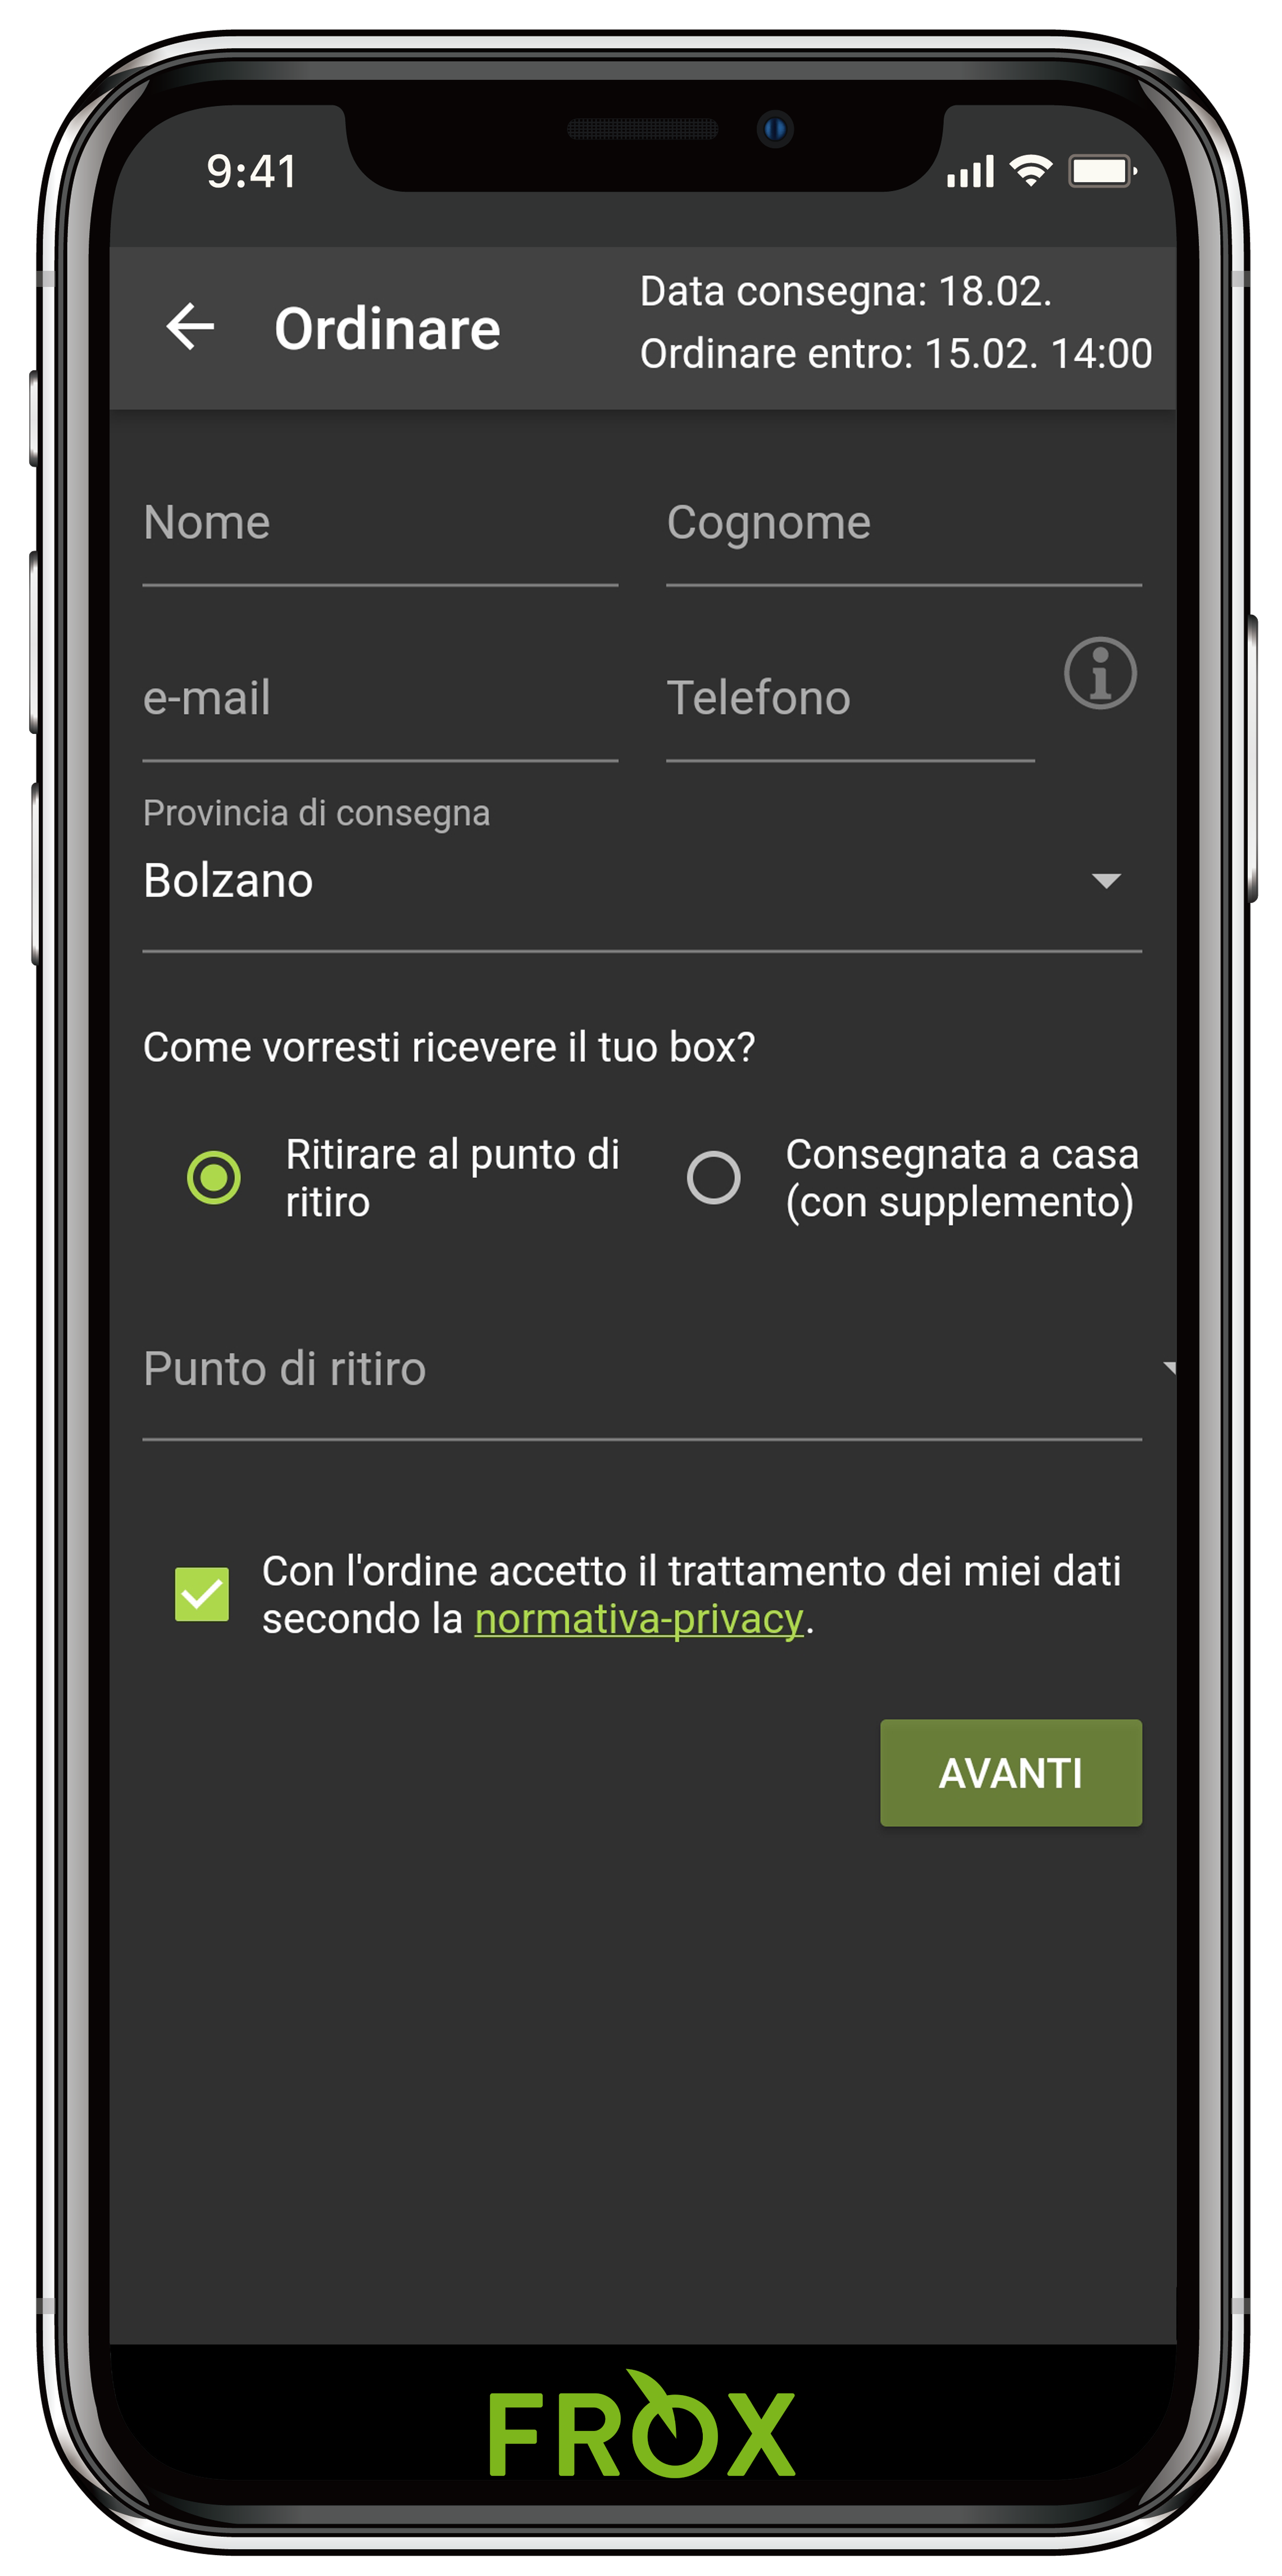 9:41
Ordinare
Data consegna: 18.02.
Ordinare entro: 15.02. 14:00
Nome
Cognome
e-mail
Telefono
Provincia di consegna
Bolzano
Come vorresti ricevere il tuo box?
Ritirare al punto di
ritiro
Consegnata a casa
(con supplemento)
Punto di ritiro
Con l'ordine accetto il trattamento dei miei dati
secondo la normativa-privacy.
AVANTI
FROX